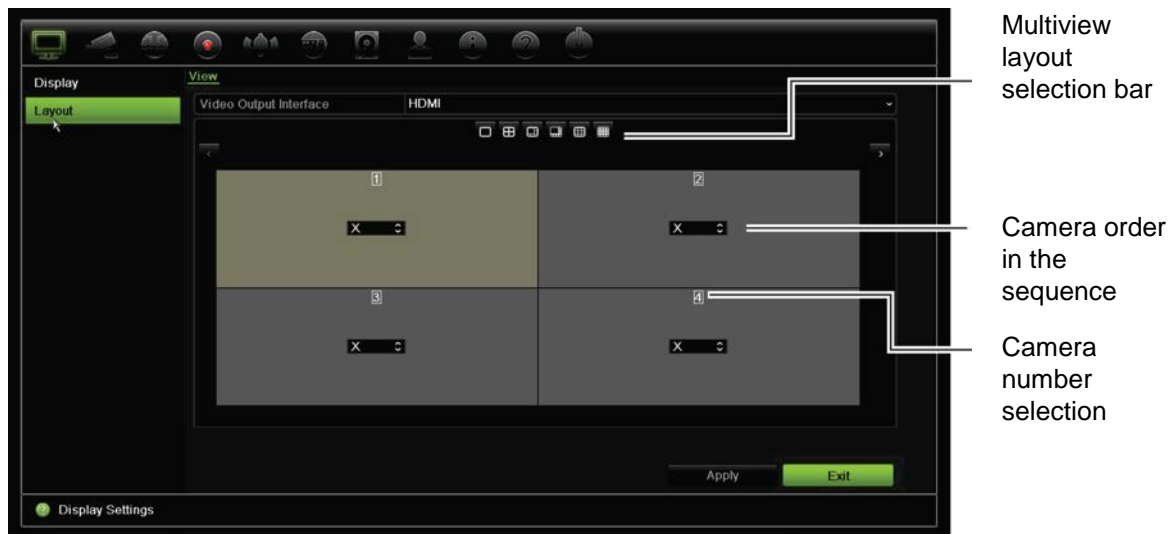 Display
Layout
View
Video Output Interface HDMI
1
2
X
X
3
4
X
X
Apply
Exit
Display Settings
Multiview
layout
selection bar
Camera order
in the
sequence
Camera
number
selection